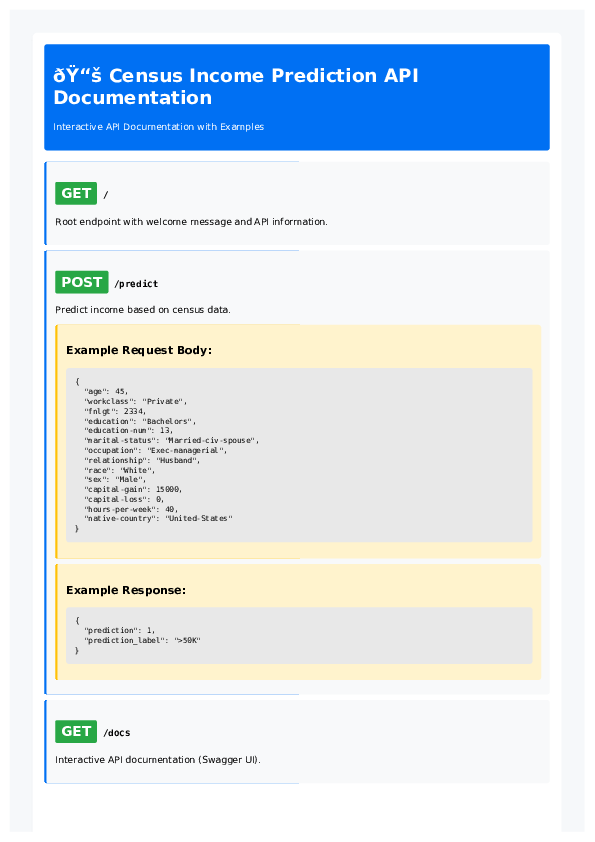 ðŸ“š Census Income Prediction API
Documentation
Interactive API Documentation with Examples
GET /
Root endpoint with welcome message and API information.
POST /predict
Predict income based on census data.
Example Request Body:
{
  "age": 45,
  "workclass": "Private",
  "fnlgt": 2334,
  "education": "Bachelors",
  "education-num": 13,
  "marital-status": "Married-civ-spouse",
  "occupation": "Exec-managerial",
  "relationship": "Husband",
  "race": "White",
  "sex": "Male",
  "capital-gain": 15000,
  "capital-loss": 0,
  "hours-per-week": 40,
  "native-country": "United-States"
}
Example Response:
{
  "prediction": 1,
  "prediction_label": ">50K"
}
GET /docs
Interactive API documentation (Swagger UI).